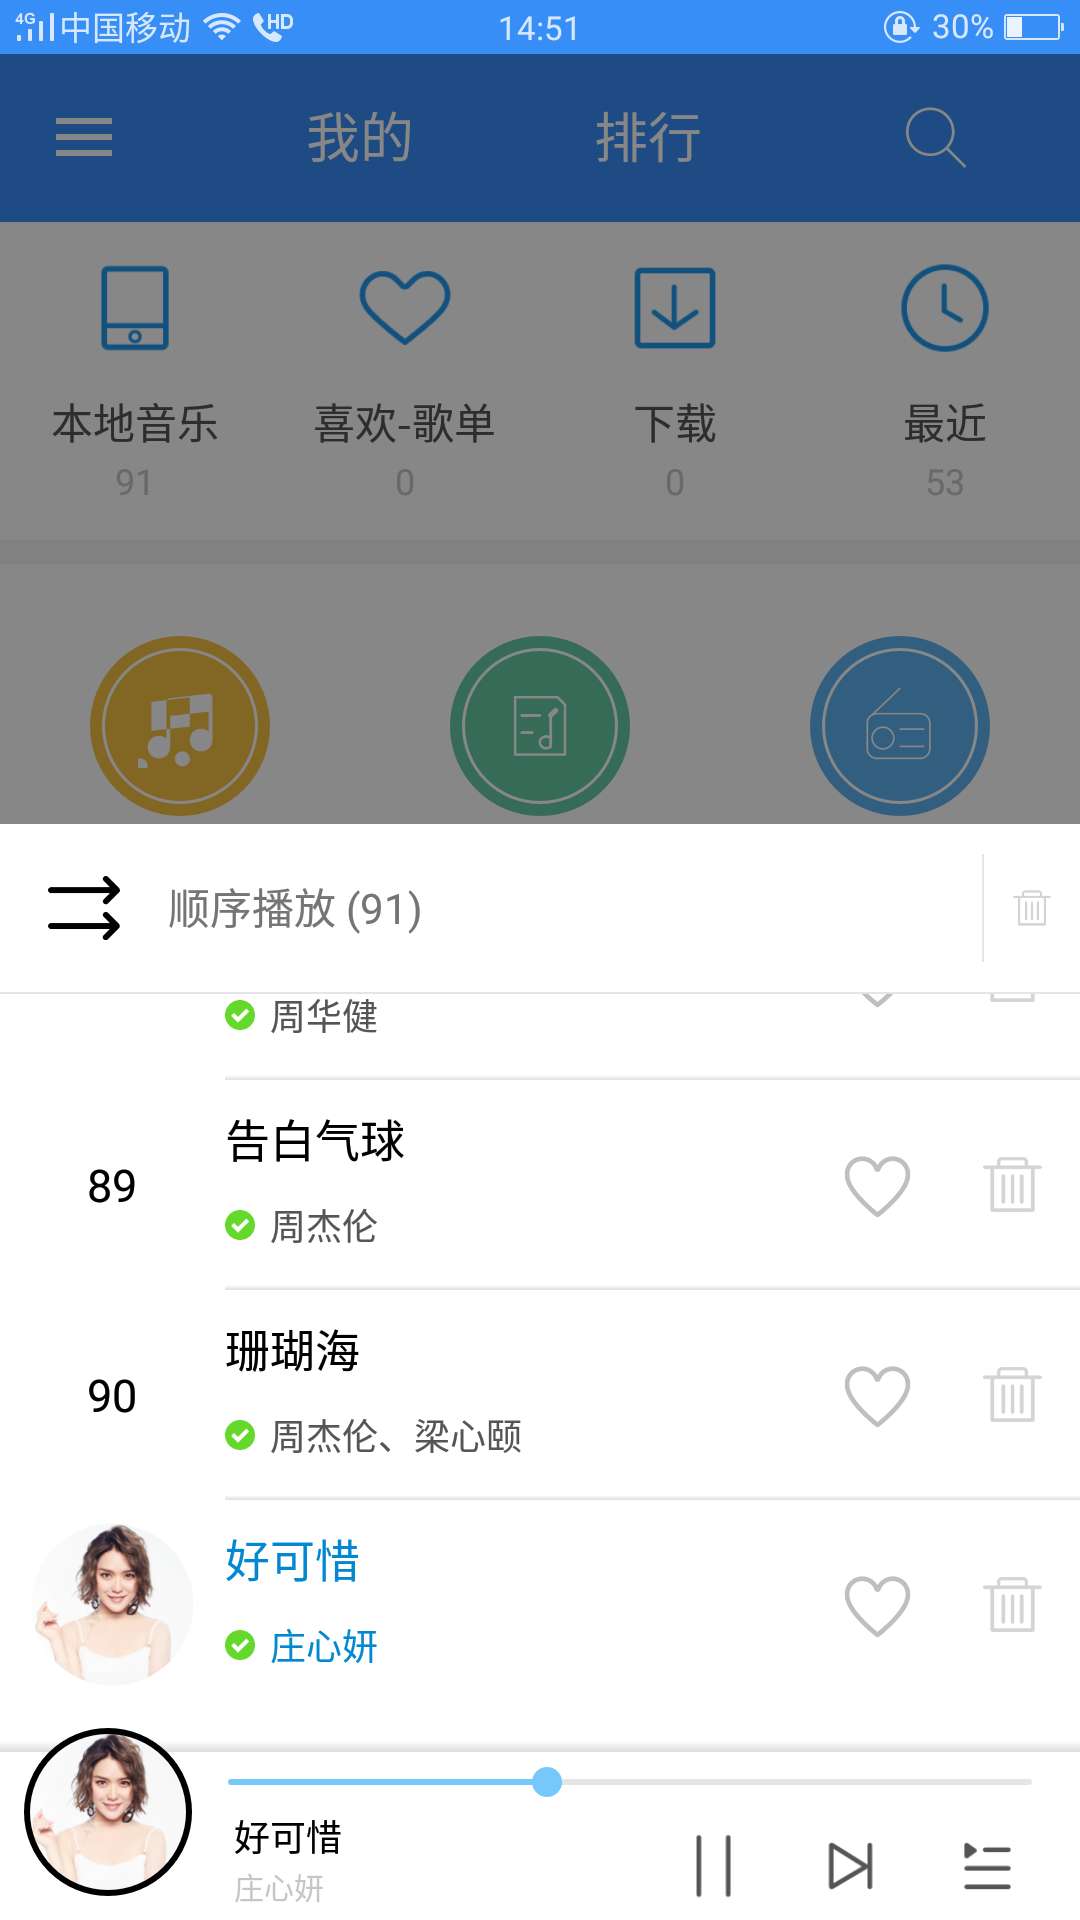 4G 中国移动 HD 14:51 30%
我的 排行
本地音乐 喜欢-歌单 下载 最近
91 0 0 53
顺序播放 (91)
周华健
告白气球
89
周杰伦
珊瑚海
90
周杰伦、梁心颐
好可惜
庄心妍
好可惜
庄心妍